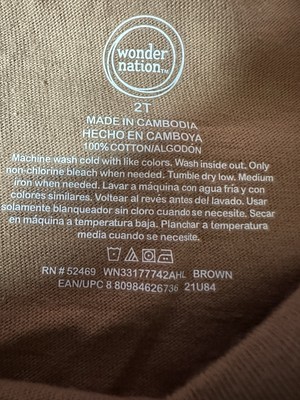 wonder
nation™
2T
MADE IN CAMBODIA
HECHO EN CAMBOYA
100% COTTON/ALGODÓN
Machine wash cold with like colors. Wash inside out. Only
non-chlorine bleach when needed. Tumble dry low. Medium
iron when needed. Lavar a máquina con agua fría y con
colores similares. Voltear al revés antes del lavado. Usar
solamente blanqueador sin cloro cuando se necesite. Secar
en máquina a temperatura baja. Planchar a temperatura
media cuando se necesite.
RN # 52469 WN33177742AHL BROWN
EAN/UPC 8 80984626736 21U84